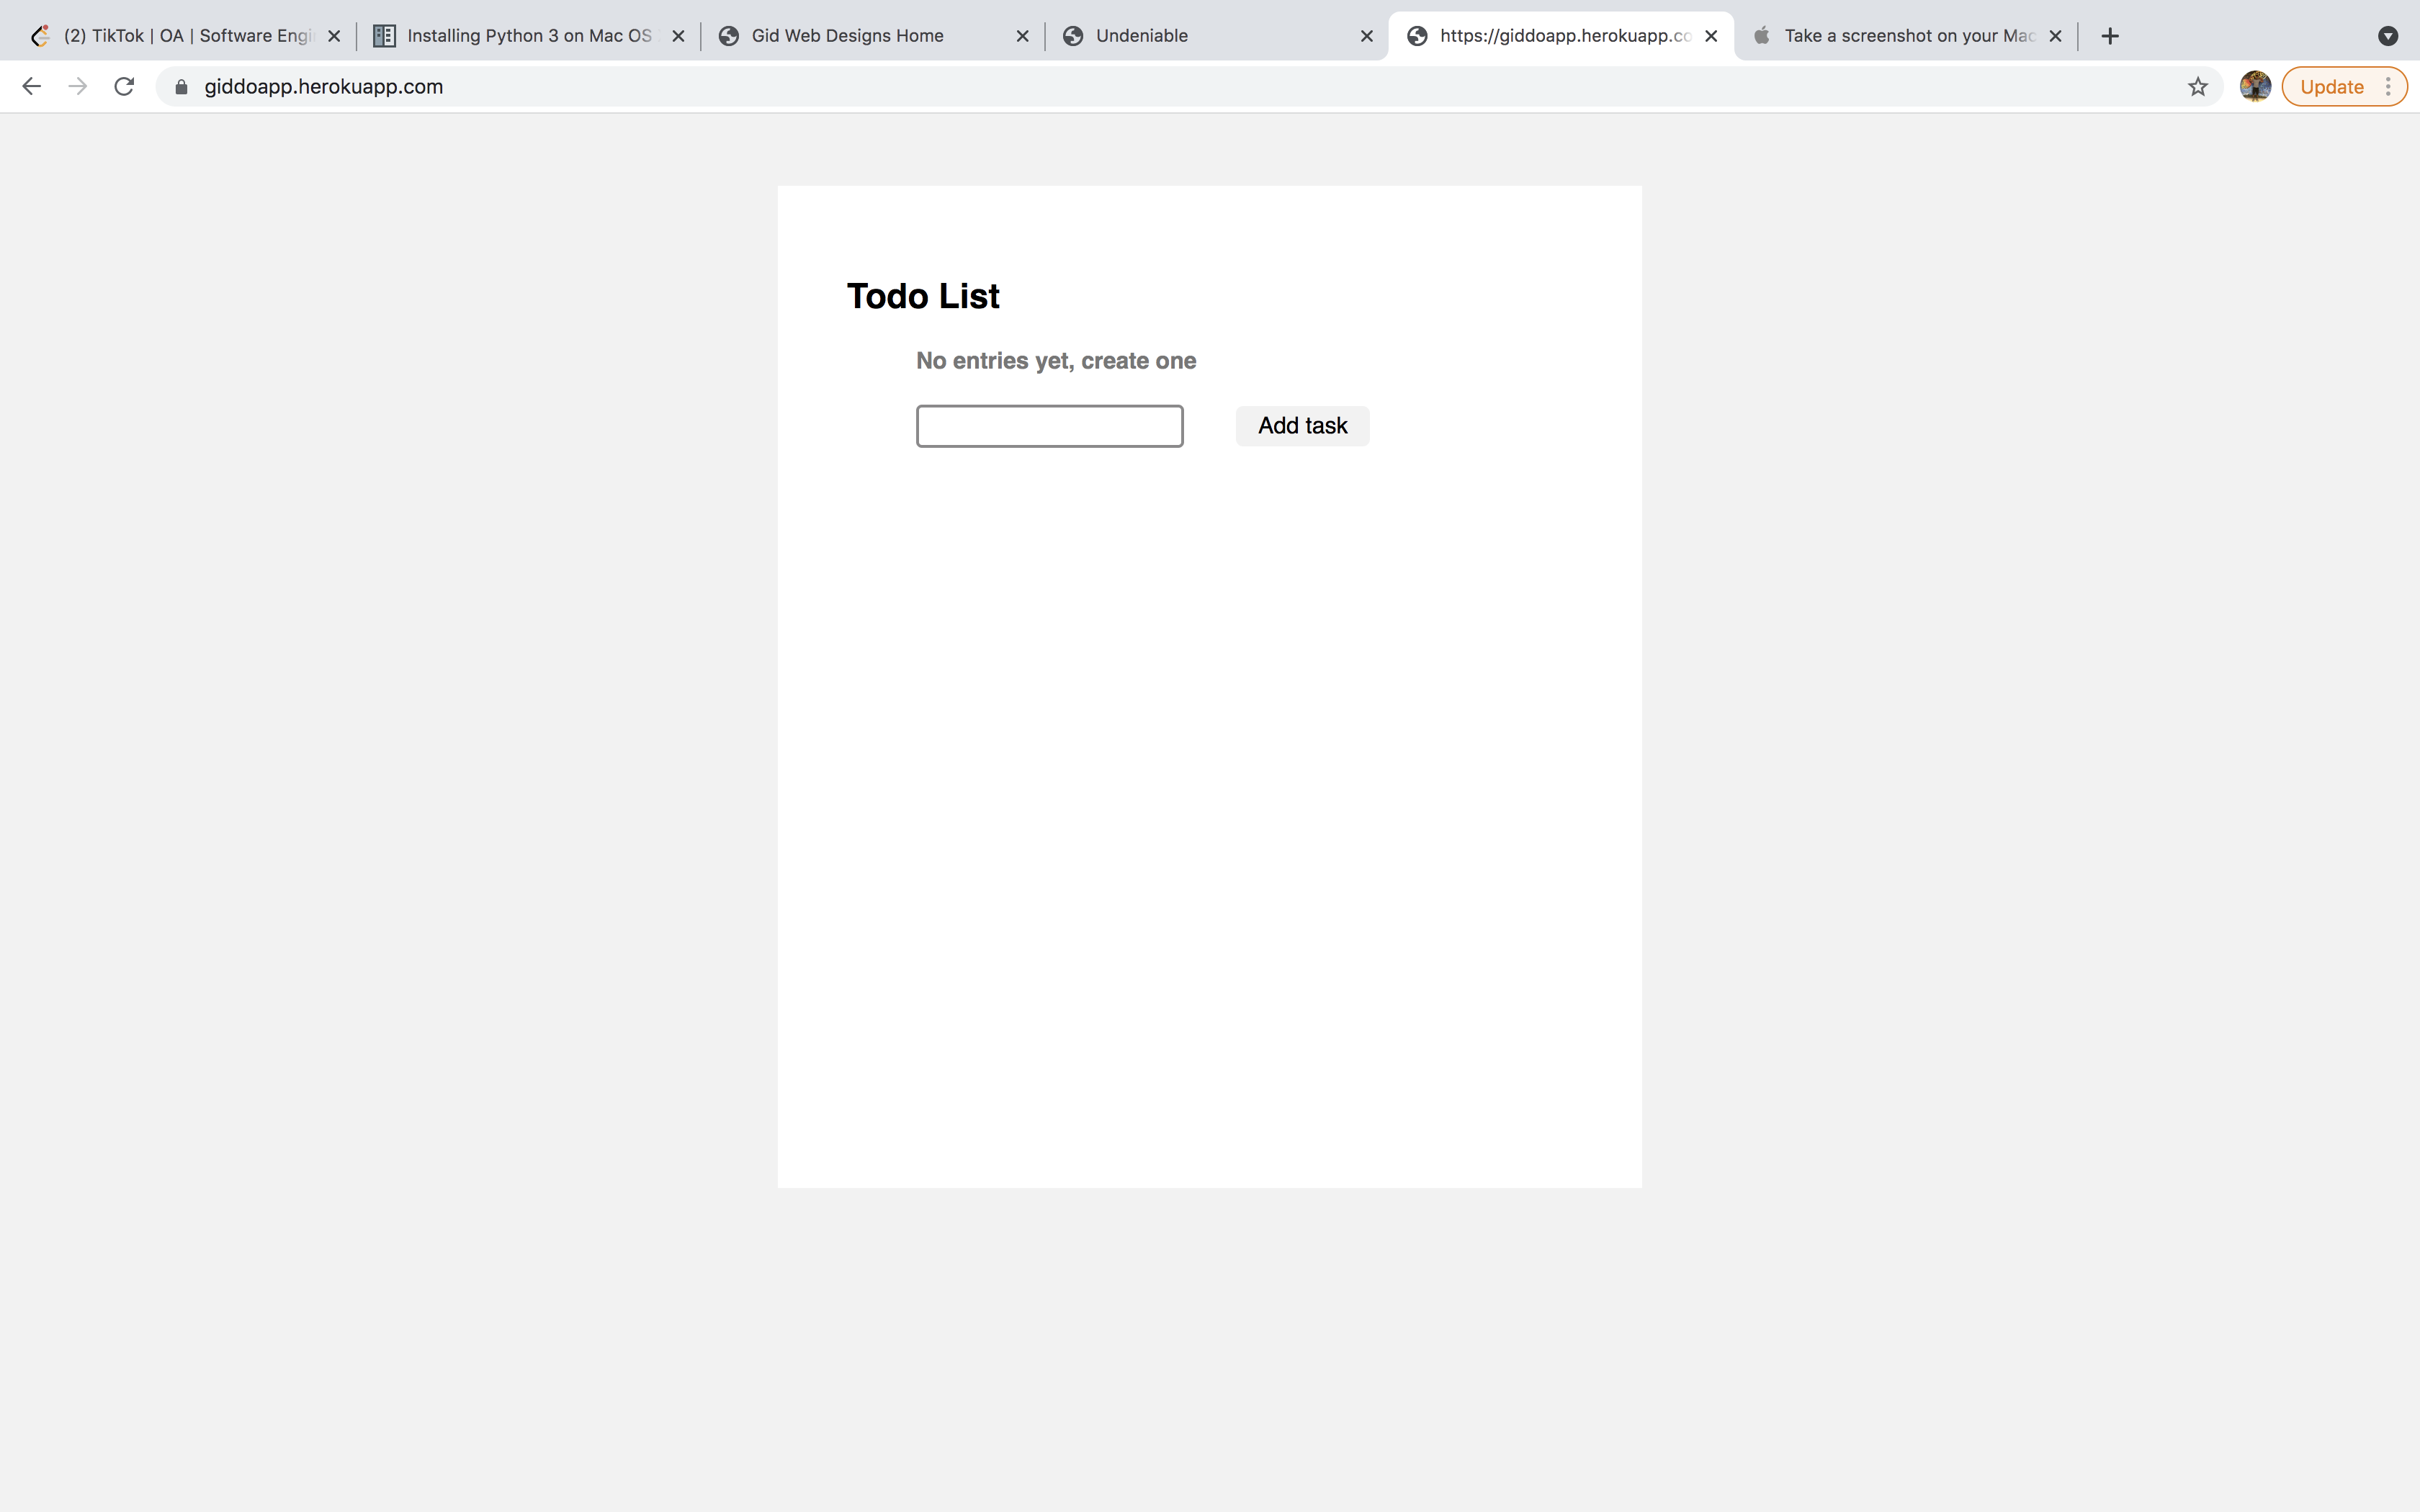 (2) TikTok | OA | Software Engi
Installing Python 3 on Mac OS
Gid Web Designs Home
Undeniable
https://giddoapp.herokuapp.co
Take a screenshot on your Mac
giddoapp.herokuapp.com
Update
Todo List
No entries yet, create one
Add task